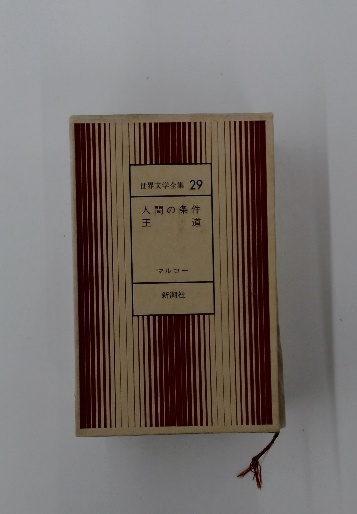 世界文学全集 29
人間の条件
王道
マルロー
新潮社